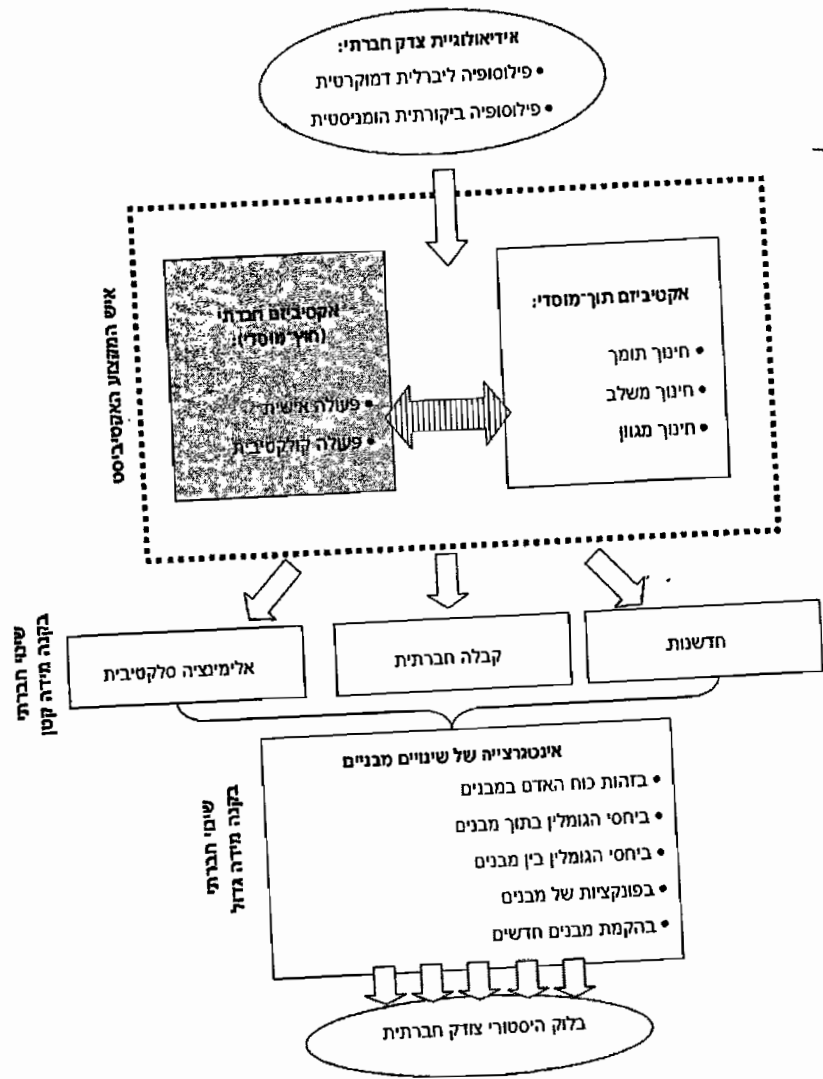 אידיאולוגיית צדק חברתי:
• פילוסופיה ליברלית דמוקרטית
• פילוסופיה ביקורתית הומניסטית
איש המקצוע האקטיביסט
אקטיביזם תוך־מוסדי:
• חינוך תומך
• חינוך משלב
• חינוך מגוון
אקטיביזם חברתי
(חוץ־מוסדי):
• פעולה אישית
• פעולה קולקטיבית
שינוי חברתי
בקנה מידה קטן
חדשנות
קבלה חברתית
אלימינציה סלקטיבית
שינוי חברתי
בקנה מידה גדול
אינטגרצייה של שינויים מבניים
• בזהות כוח האדם במבנים
• ביחסי הגומלין בתוך מבנים
• ביחסי הגומלין בין מבנים
• בפונקציות של מבנים
• בהקמת מבנים חדשים
בלוק היסטורי צודק חברתית